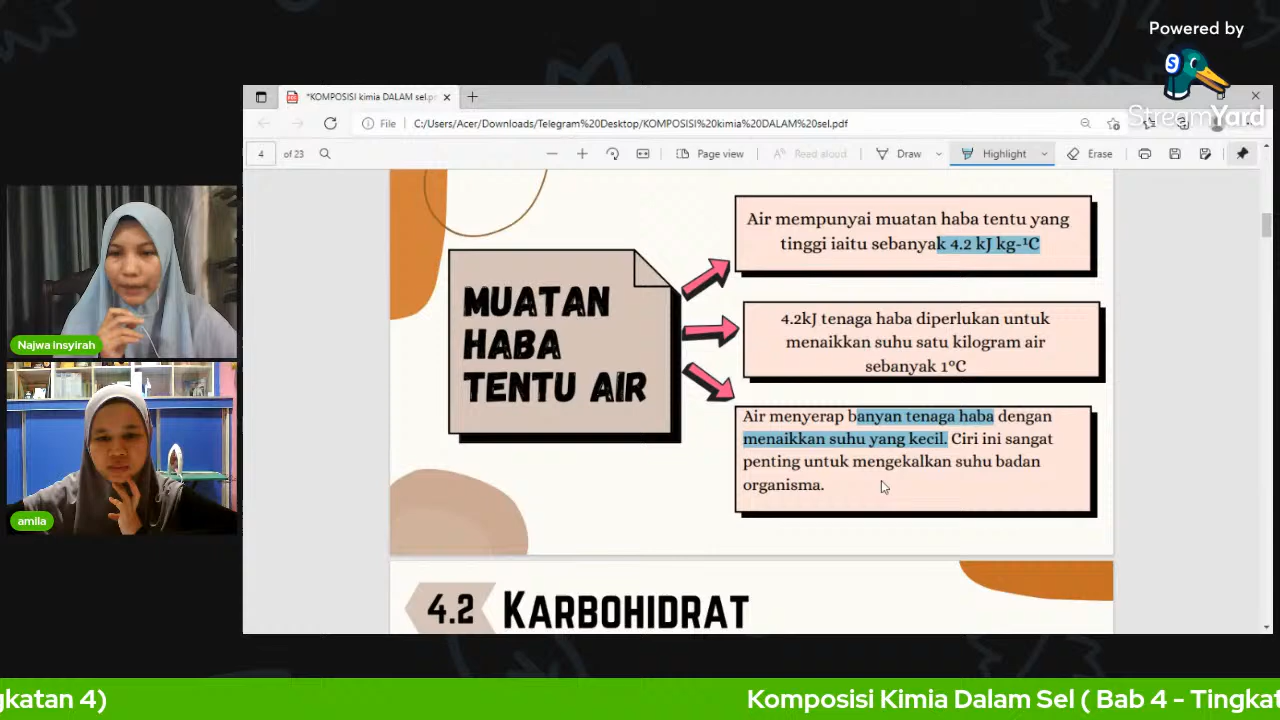 Powered by
StreamYard
*KOMPOSISI kimia DALAM sel.p
File
C:/Users/Acer/Downloads/Telegram%20Desktop/KOMPOSISI%20kimia%20DALAM%20sel.pdf
4
of 23
Page view
Read aloud
Draw
Highlight
Erase
Air mempunyai muatan haba tentu yang
tinggi iaitu sebanyak 4.2 kJ kg-¹C
MUATAN
HABA
TENTU AIR
4.2kJ tenaga haba diperlukan untuk
menaikkan suhu satu kilogram air
sebanyak 1°C
Air menyerap banyan tenaga haba dengan
menaikkan suhu yang kecil. Ciri ini sangat
penting untuk mengekalkan suhu badan
organisma.
4.2 KARBOHIDRAT
Najwa Insyirah
amila
gkatan 4)
Komposisi Kimia Dalam Sel ( Bab 4 - Tingkat